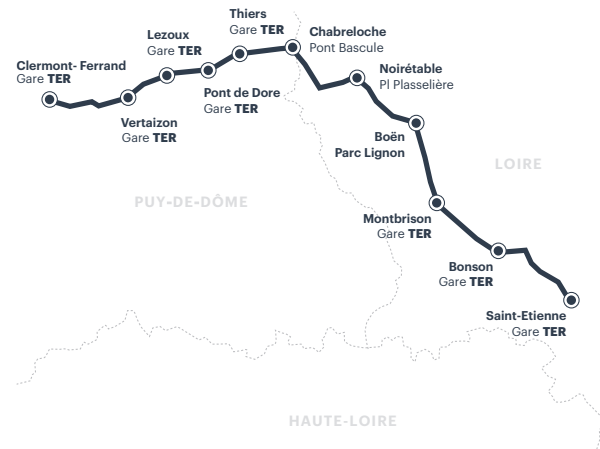 Thiers
Gare TER
Chabreloche
Pont Bascule
Lezoux
Gare TER
Clermont- Ferrand
Gare TER
Noirétable
Pl Plasselière
Pont de Dore
Gare TER
Vertaizon
Gare TER
Boën
Parc Lignon
LOIRE
PUY-DE-DÔME
Montbrison
Gare TER
Bonson
Gare TER
Saint-Etienne
Gare TER
HAUTE-LOIRE